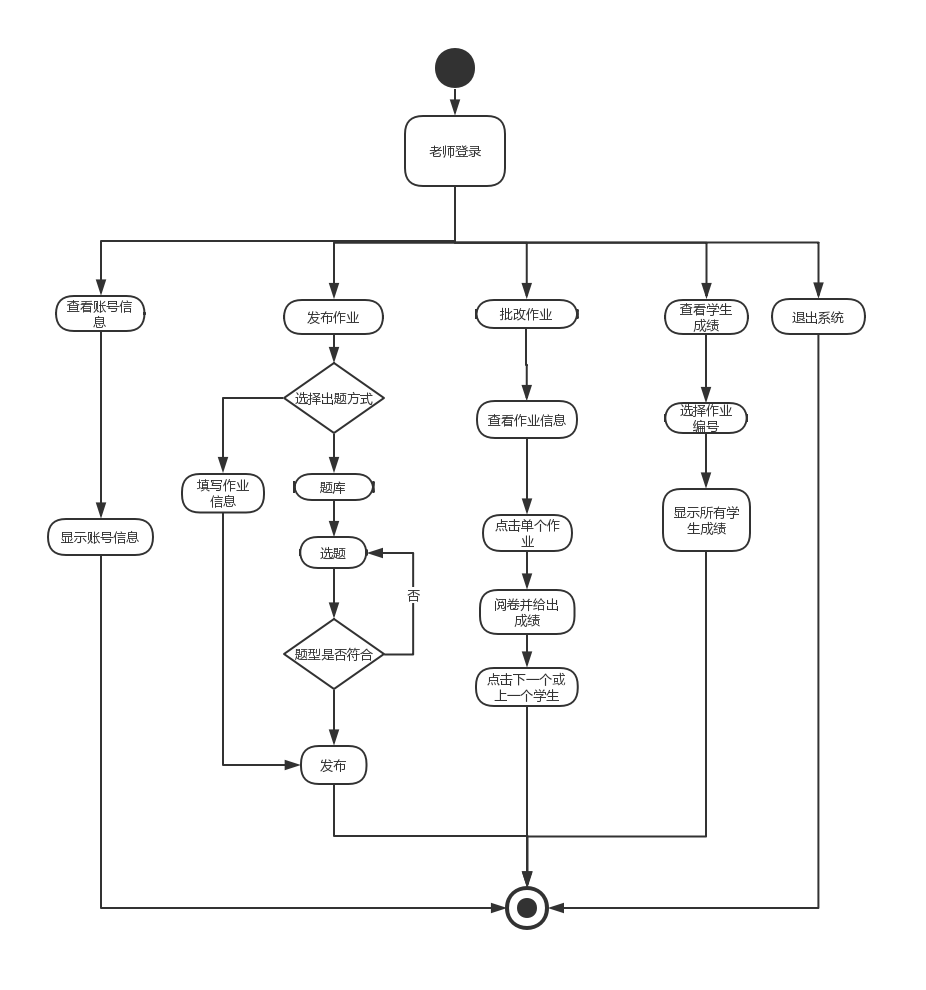 老师登录
查看账号信
息
发布作业
批改作业
查看学生
成绩
退出系统
选择出题方式
查看作业信息
选择作业
编号
填写作业
信息
题库
显示账号信息
选题
点击单个作
业
显示所有学
生成绩
否
阅卷并给出
成绩
题型是否符合
点击下一个或
上一个学生
发布